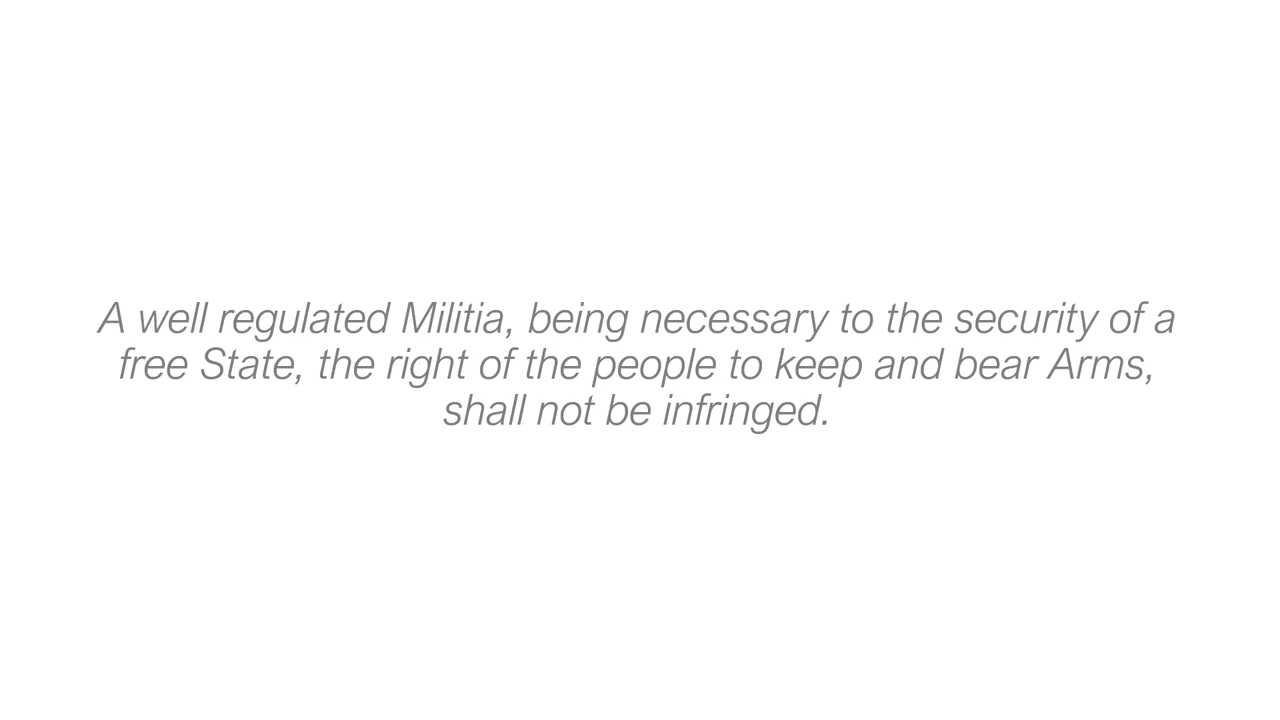 A well regulated Militia, being necessary to the security of a
free State, the right of the people to keep and bear Arms,
shall not be infringed.